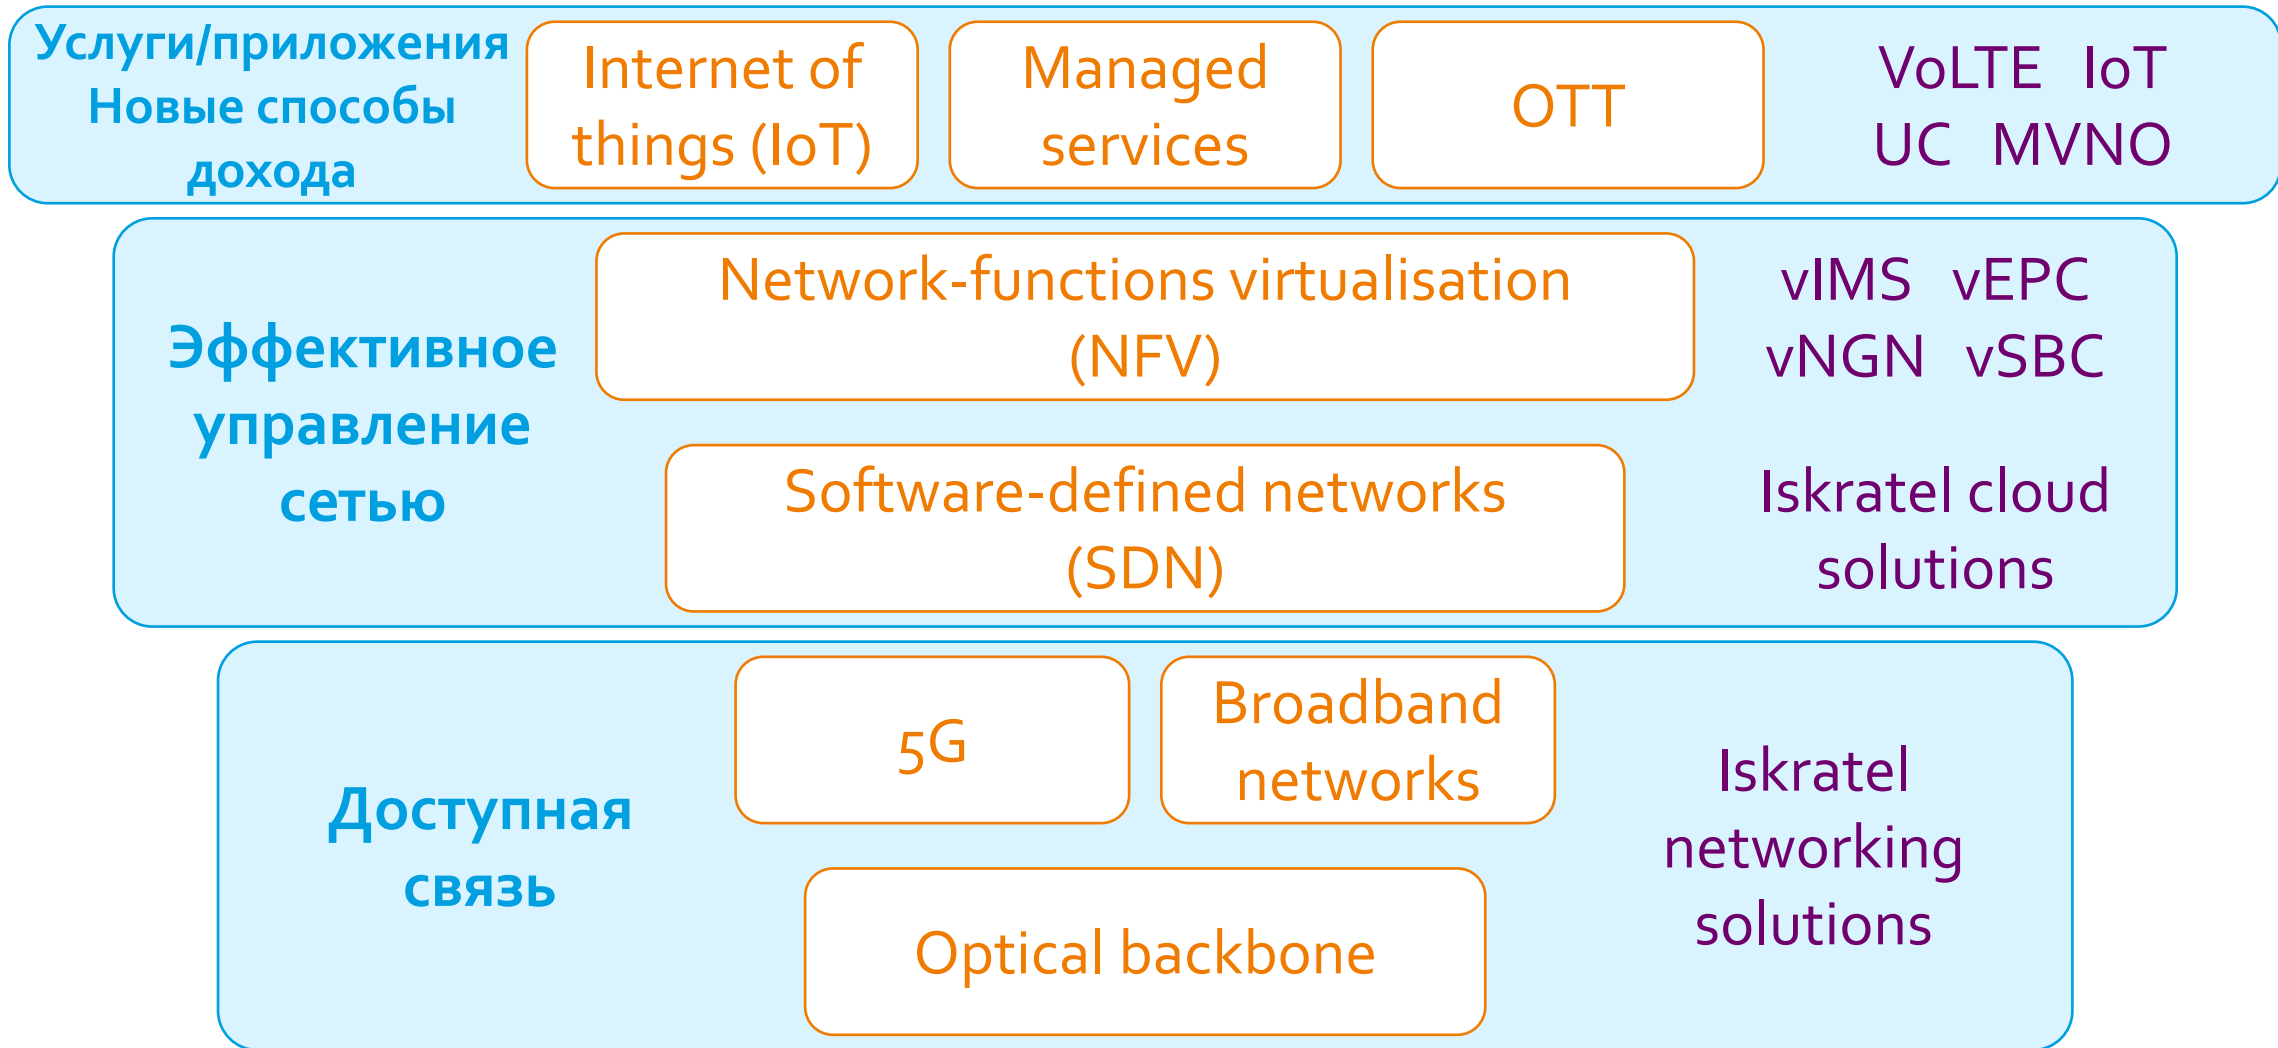 Услуги/приложения
Новые способы
дохода
Internet of
things (IoT)
Managed
services
OTT
VoLTE IoT
UC MVNO
Эффективное
управление
сетью
Network-functions virtualisation
(NFV)
vIMS vEPC
vNGN vSBC
Software-defined networks
(SDN)
Iskratel cloud
solutions
Доступная
связь
5G
Broadband
networks
Optical backbone
Iskratel
networking
solutions